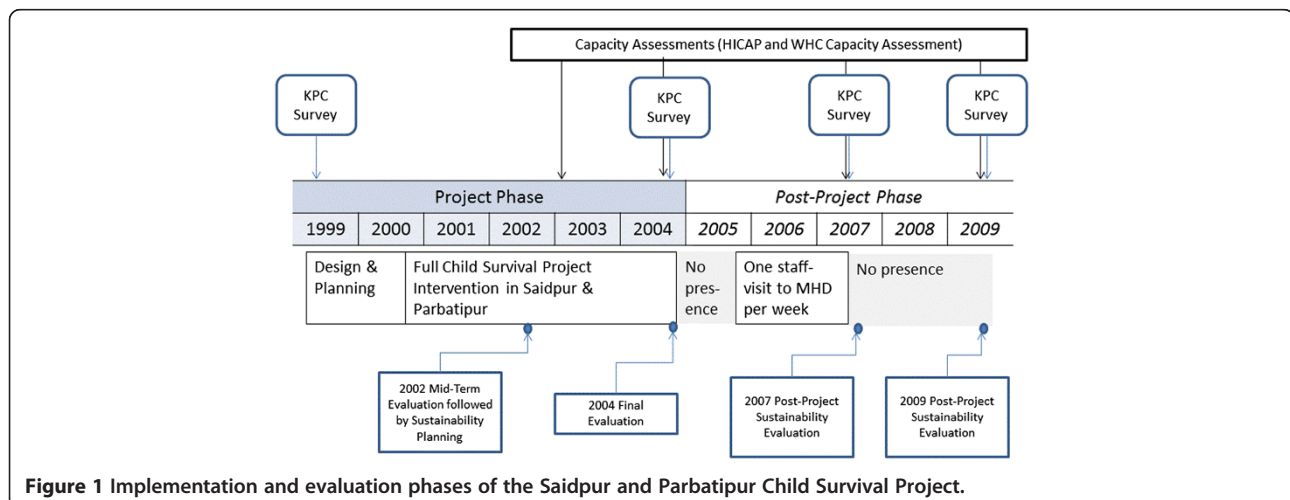 Capacity Assessments (HICAP and WHC Capacity Assessment)
KPC
Survey
KPC
Survey
KPC
Survey
KPC
Survey
Project Phase
Post-Project Phase
1999
2000
2001
2002
2003
2004
2005
2006
2007
2008
2009
Design &
Planning
Full Child Survival Project
Intervention in Saidpur &
Parbatipur
No
pres-
ence
One staff-
visit to MHD
per week
No presence
2002 Mid-Term
Evaluation followed
by Sustainability
Planning
2004 Final
Evaluation
2007 Post-Project
Sustainability
Evaluation
2009 Post-Project
Sustainability
Evaluation
Figure 1 Implementation and evaluation phases of the Saidpur and Parbatipur Child Survival Project.